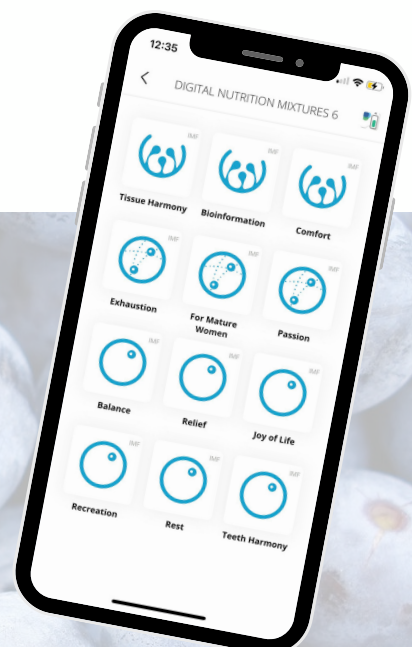 12:35
DIGITAL NUTRITION MIXTURES 6
IMF IMF IMF
Tissue Harmony Bioinformation Comfort
IMF IMF IMF
Exhaustion For Mature Women Passion
IMF IMF IMF
Balance Relief Joy of Life
IMF IMF IMF
Recreation Rest Teeth Harmony